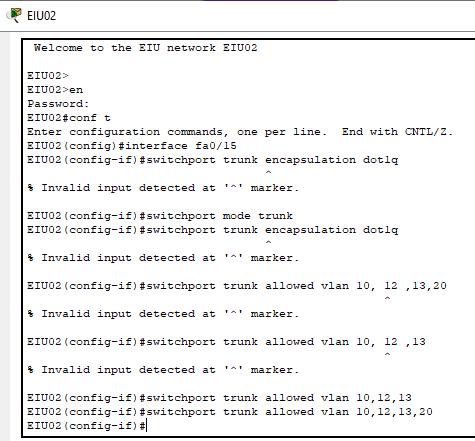 EIU02
Welcome to the EIU network EIU02
EIU02>
EIU02>en
Password:
EIU02#conf t
Enter configuration commands, one per line.  End with CNTL/Z.
EIU02(config)#interface fa0/15
EIU02(config-if)#switchport trunk encapsulation dot1q
^
% Invalid input detected at '^' marker.
EIU02(config-if)#switchport mode trunk
EIU02(config-if)#switchport trunk encapsulation dot1q
^
% Invalid input detected at '^' marker.
EIU02(config-if)#switchport trunk allowed vlan 10, 12 ,13,20
^
% Invalid input detected at '^' marker.
EIU02(config-if)#switchport trunk allowed vlan 10, 12 ,13
^
% Invalid input detected at '^' marker.
EIU02(config-if)#switchport trunk allowed vlan 10,12,13
EIU02(config-if)#switchport trunk allowed vlan 10,12,13,20
EIU02(config-if)#